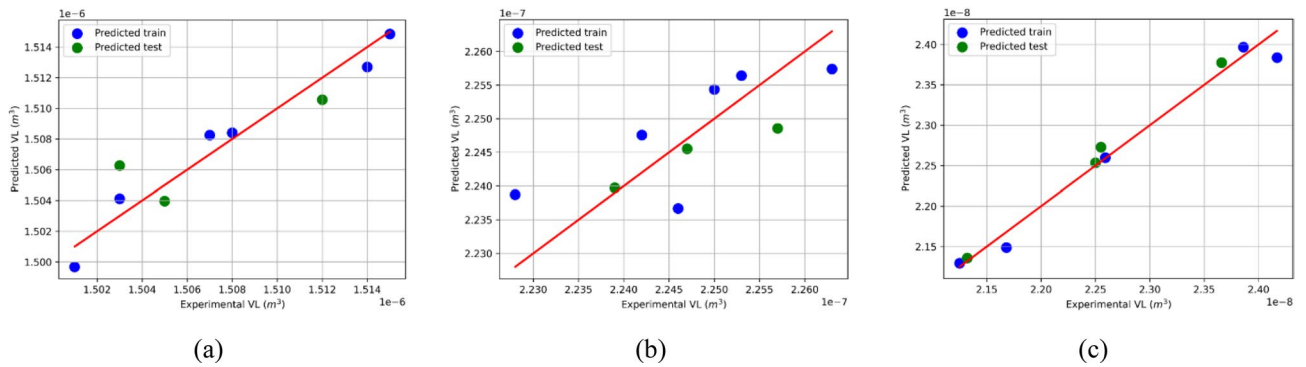 1e−6
Predicted train
Predicted test
1.514
1.512
1.510
1.508
1.506
1.504
1.502
1.500
Predicted VL (m³)
1.502 1.504 1.506 1.508 1.510 1.512 1.514
Experimental VL (m³)
1e−6
(a)
1e−7
Predicted train
Predicted test
2.260
2.255
2.250
2.245
2.240
2.235
2.230
Predicted VL (m³)
2.230 2.235 2.240 2.245 2.250 2.255 2.260
Experimental VL (m³)
1e−7
(b)
1e−8
Predicted train
Predicted test
2.40
2.35
2.30
2.25
2.20
2.15
Predicted VL (m³)
2.15 2.20 2.25 2.30 2.35 2.40
Experimental VL (m³)
1e−8
(c)